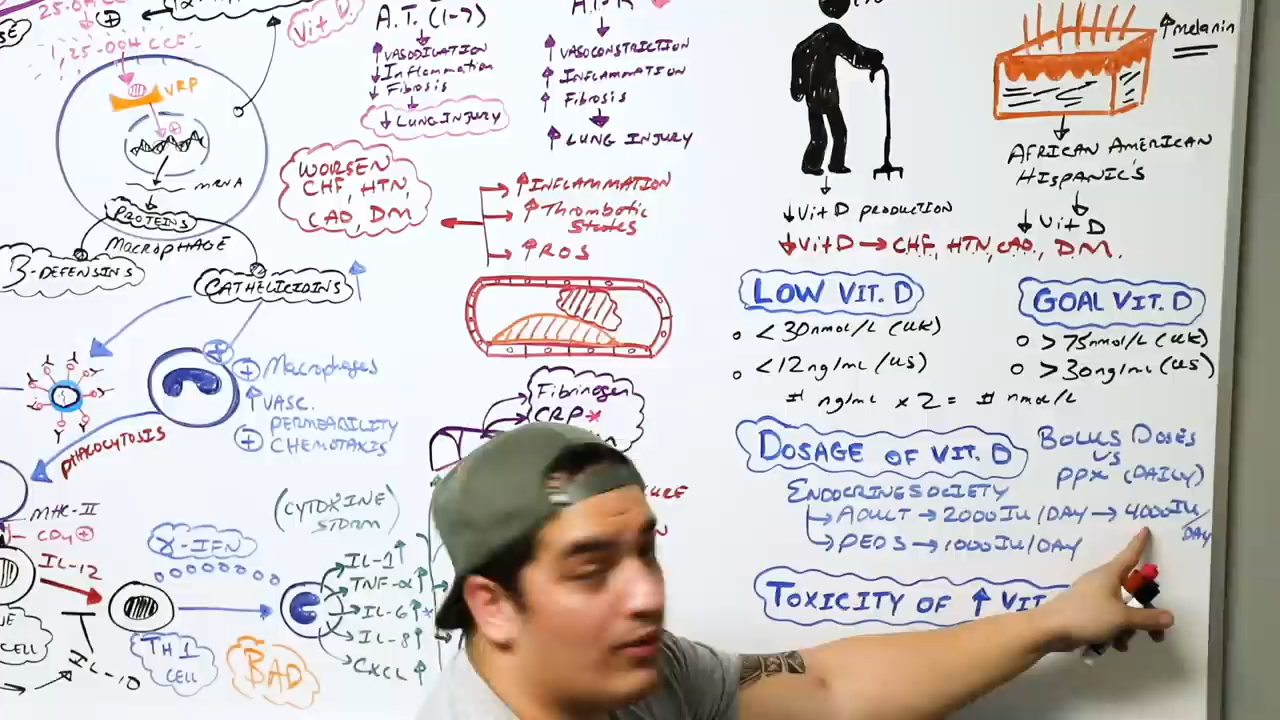 25-OH
1,25-OH CCF
VRP
mRNA
PROTEINS
MACROPHAGE
B-DEFENSINS
CATHELICIDINS
+ Macrophages
↑ VASC.
PERMEABILITY
+ CHEMOTAXIS
PHAGOCYTOSIS
MHC-II
CD4 +
IL-12
CELL
IL-10
TH1
CELL
γ-IFN
BAD
(CYTOKINE
STORM
IL-1↑
TNF-α↑
IL-6↑*
IL-8↑
CXCL↑
Vit D
A.T. (1-7)
↑ VASODILATION
↓ Inflammation
↓ Fibrosis
↓ LUNG INJURY
↑ VASOCONSTRICTION
↑ INFLAMMATION
↑ Fibrosis
↑ LUNG INJURY
WORSEN
CHF, HTN,
CAD, DM
↑ INFLAMMATION
↑ Thrombotic
States
↑ ROS
Fibrinogen
CRP*
↓ Vit D PRODUCTION
↓ Vit D → CHF, HTN, CAD, DM.
↑ melanin
AFRICAN AMERICAN
HISPANIC'S
↓ Vit D
LOW VIT. D
< 30 nmol/L (UK)
< 12 ng/mL (US)
GOAL VIT. D
> 75 nmol/L (UK)
> 30 ng/mL (US)
# ng/mL x 2 = # nmol/L
DOSAGE OF VIT. D
BOLUS DOSES
VS
PPX (DAILY)
ENDOCRINE SOCIETY
ADULT → 2000 IU/DAY → 4000 IU/
DAY
PEDS → 1000 IU/DAY
TOXICITY OF ↑ VIT